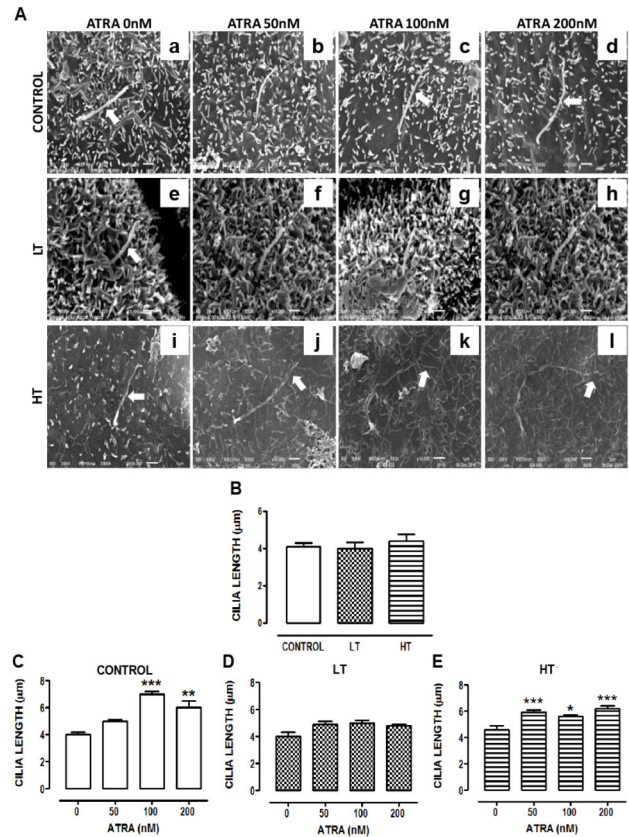 A
ATRA 0nM ATRA 50nM ATRA 100nM ATRA 200nM
CONTROL
a b c d
LT
e f g h
HT
i j k l
B
CILIA LENGTH (µm)
6
4
2
0
CONTROL LT HT
C
CONTROL
CILIA LENGTH (µm)
8
6
4
2
0
*** **
0 50 100 200
ATRA (nM)
D
LT
CILIA LENGTH (µm)
8
6
4
2
0
0 50 100 200
ATRA (nM)
E
HT
CILIA LENGTH (µm)
8
6
4
2
0
*** * ***
0 50 100 200
ATRA (nM)